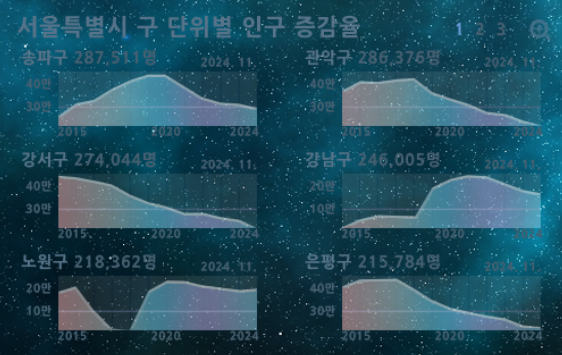 서울특별시 구 단위별 인구 증감율
1 2 3
송파구 287,511명 2024. 11.
40만
30만
2015 2020 2024
관악구 286,376명 2024. 11.
40만
30만
2015 2020 2024
강서구 274,044명 2024. 11.
40만
30만
2015 2020 2024
강남구 246,005명 2024. 11.
20만
10만
2015 2020 2024
노원구 218,362명 2024. 11.
20만
10만
2015 2020 2024
은평구 215,784명 2024. 11.
40만
30만
2015 2020 2024